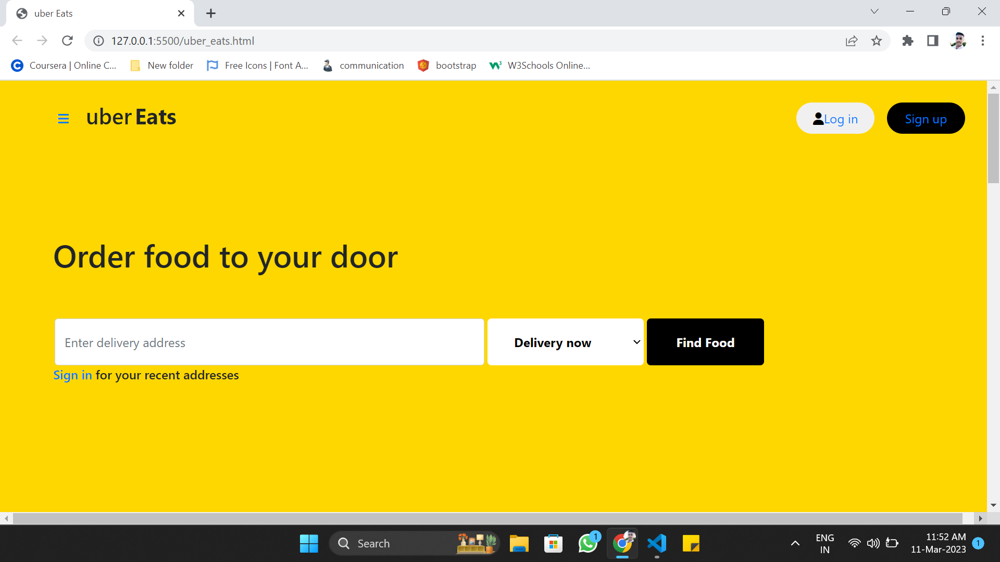 uber Eats
127.0.0.1:5500/uber_eats.html
Coursera | Online C... New folder Free Icons | Font A... communication bootstrap W3Schools Online...
uber Eats Log in Sign up
Order food to your door
Enter delivery address Delivery now Find Food
Sign in for your recent addresses
Search 1 ENG IN 11:52 AM 11-Mar-2023 1